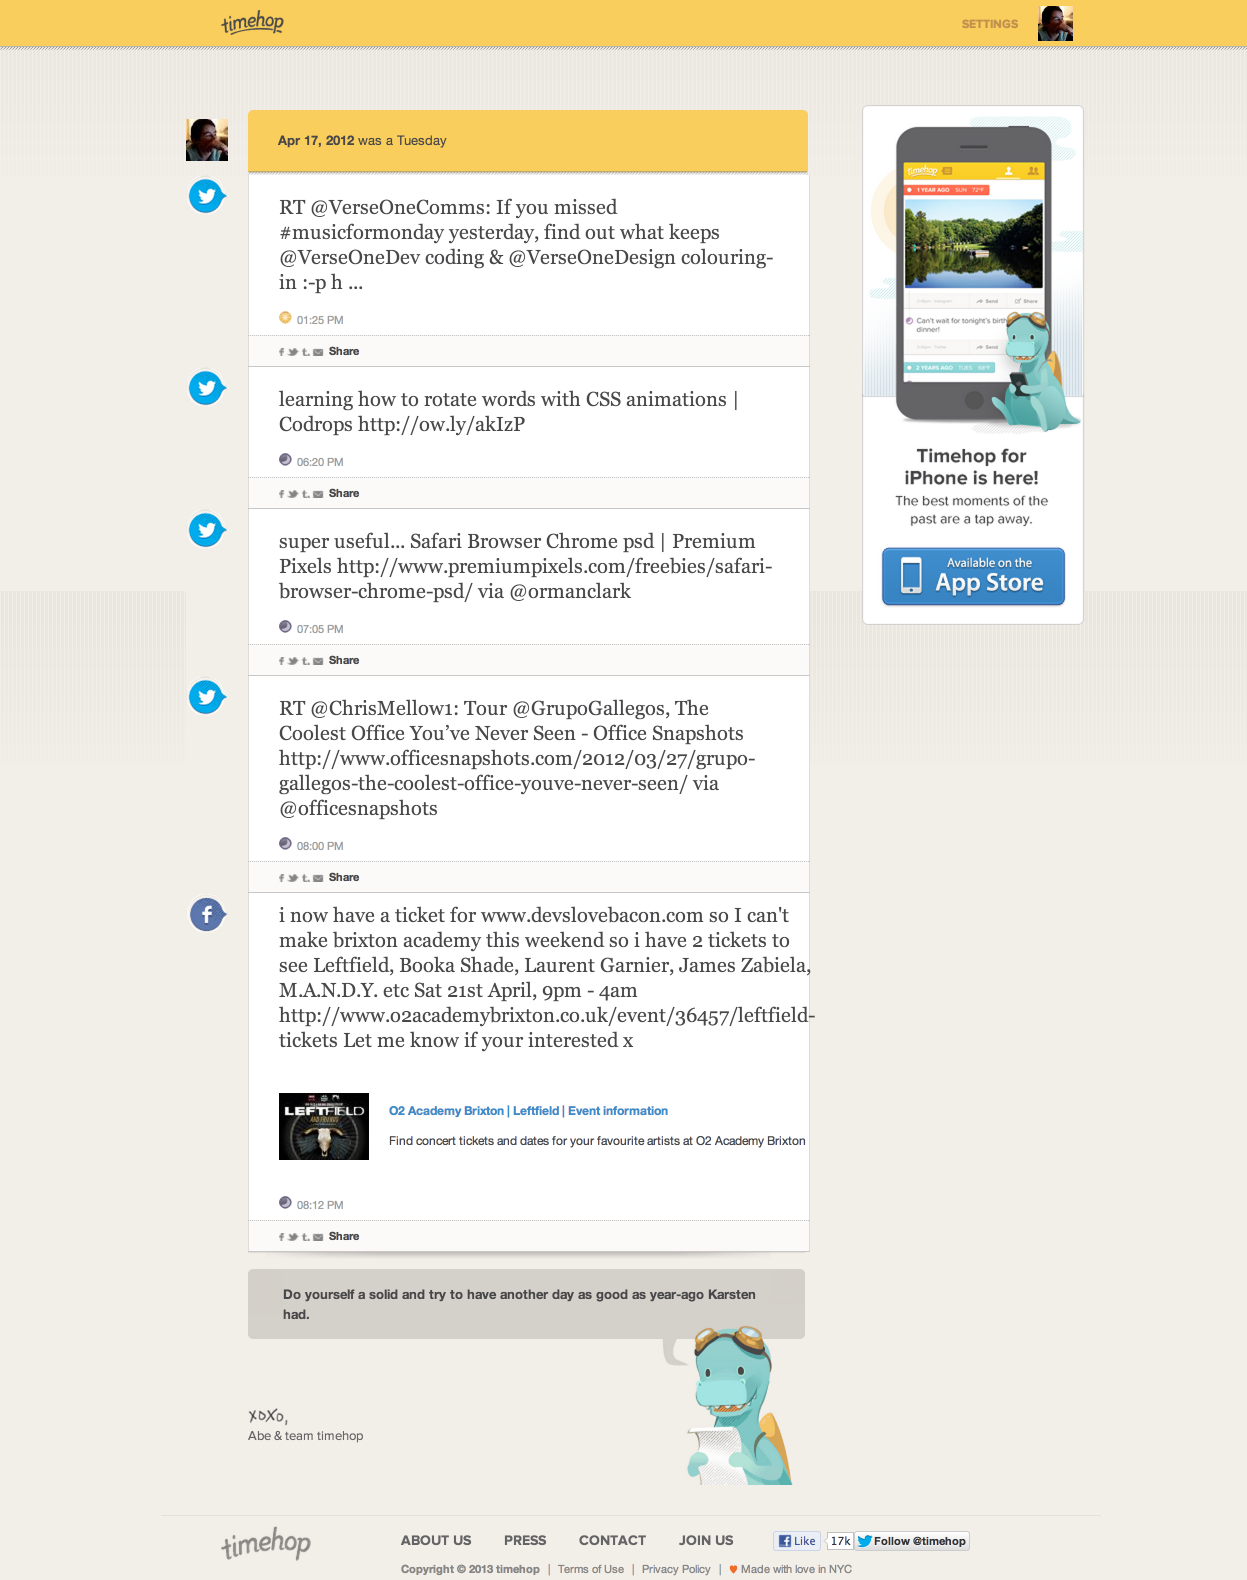 timehop
SETTINGS
Apr 17, 2012 was a Tuesday
RT @VerseOneComms: If you missed
#musicformonday yesterday, find out what keeps
@VerseOneDev coding & @VerseOneDesign colouring-
in :-p h ...
01:25 PM
Share
learning how to rotate words with CSS animations |
Codrops http://ow.ly/akIzP
06:20 PM
Share
super useful... Safari Browser Chrome psd | Premium
Pixels http://www.premiumpixels.com/freebies/safari-
browser-chrome-psd/ via @ormanclark
07:05 PM
Share
RT @ChrisMellow1: Tour @GrupoGallegos, The
Coolest Office You’ve Never Seen - Office Snapshots
http://www.officesnapshots.com/2012/03/27/grupo-
gallegos-the-coolest-office-youve-never-seen/ via
@officesnapshots
08:00 PM
Share
i now have a ticket for www.devslovebacon.com so I can't
make brixton academy this weekend so i have 2 tickets to
see Leftfield, Booka Shade, Laurent Garnier, James Zabiela,
M.A.N.D.Y. etc Sat 21st April, 9pm - 4am
http://www.o2academybrixton.co.uk/event/36457/leftfield-
tickets Let me know if your interested x
LEFTFIELD
AND FRIENDS
O2 Academy Brixton | Leftfield | Event information
Find concert tickets and dates for your favourite artists at O2 Academy Brixton
08:12 PM
Share
Do yourself a solid and try to have another day as good as year-ago Karsten
had.
xoxo,
Abe & team timehop
timehop
1 YEAR AGO SUN 72°F
Send Share
Can't wait for tonight's birth
dinner!
Send
2 YEARS AGO TUES 68°F
Timehop for
iPhone is here!
The best moments of the
past are a tap away.
Available on the
App Store
timehop
ABOUT US PRESS CONTACT JOIN US
Like 17k Follow @timehop
Copyright © 2013 timehop | Terms of Use | Privacy Policy | Made with love in NYC